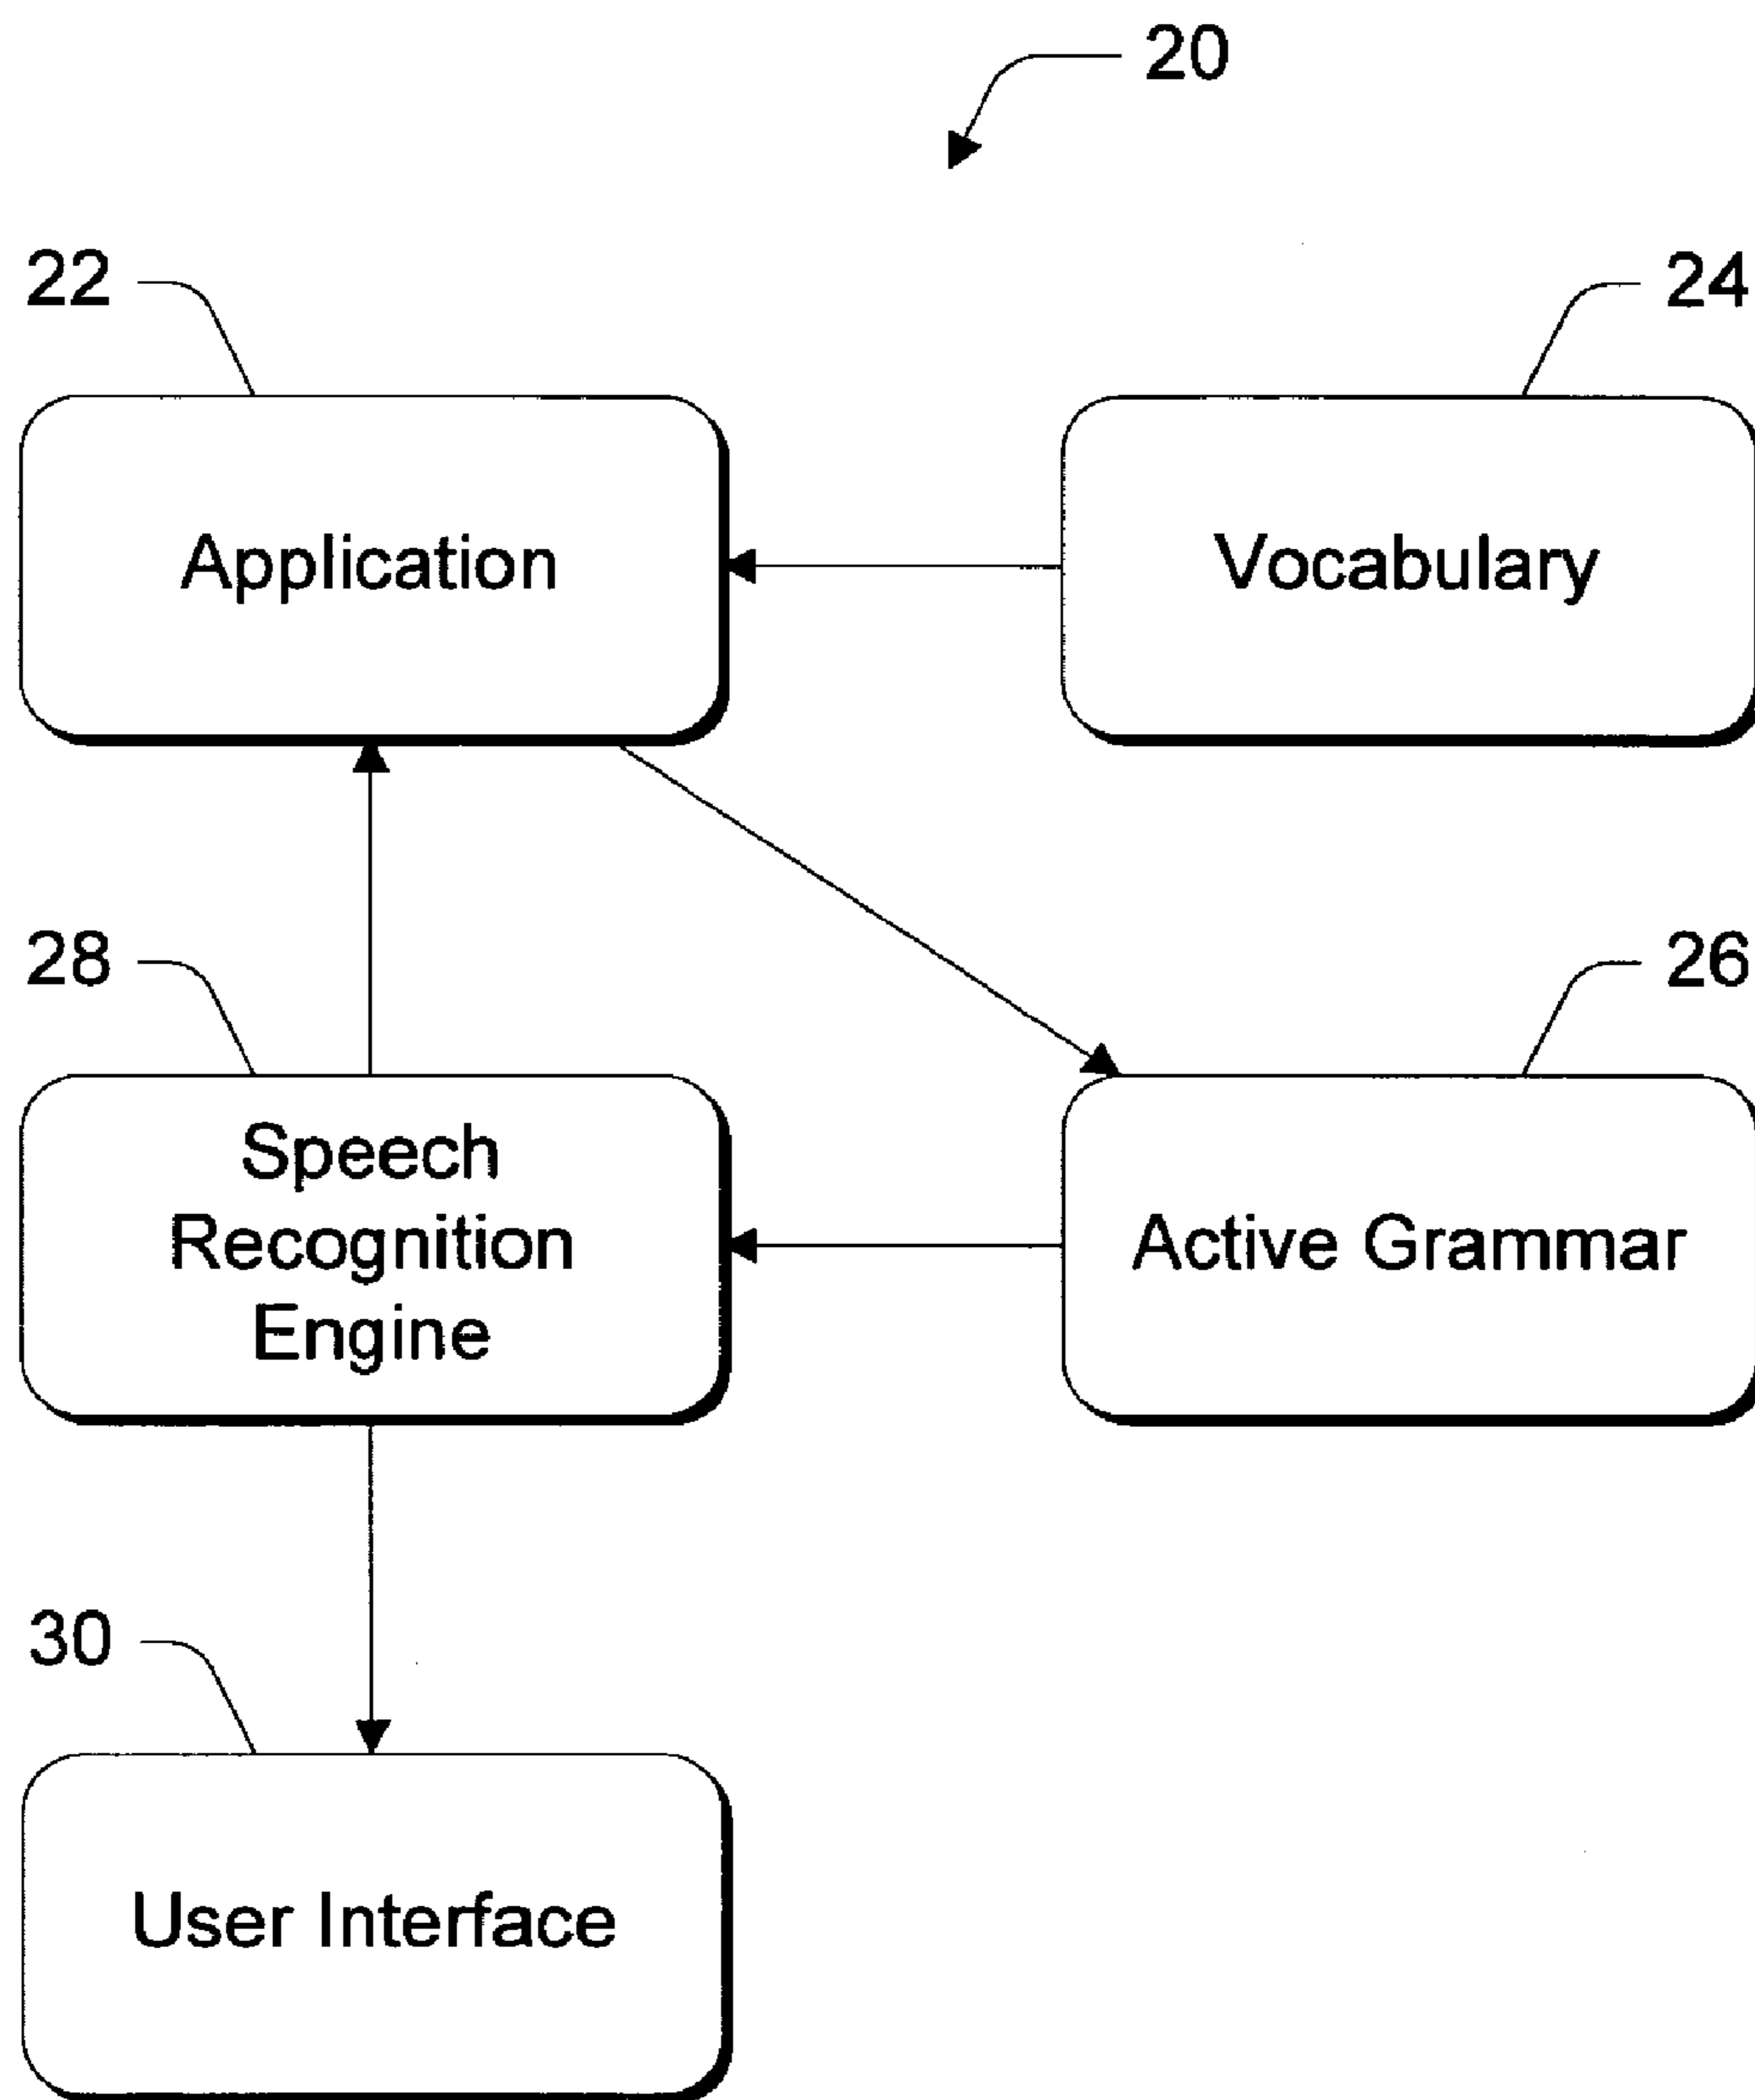 20
22
24
Application
Vocabulary
28
26
Speech
Recognition
Engine
Active Grammar
30
User Interface